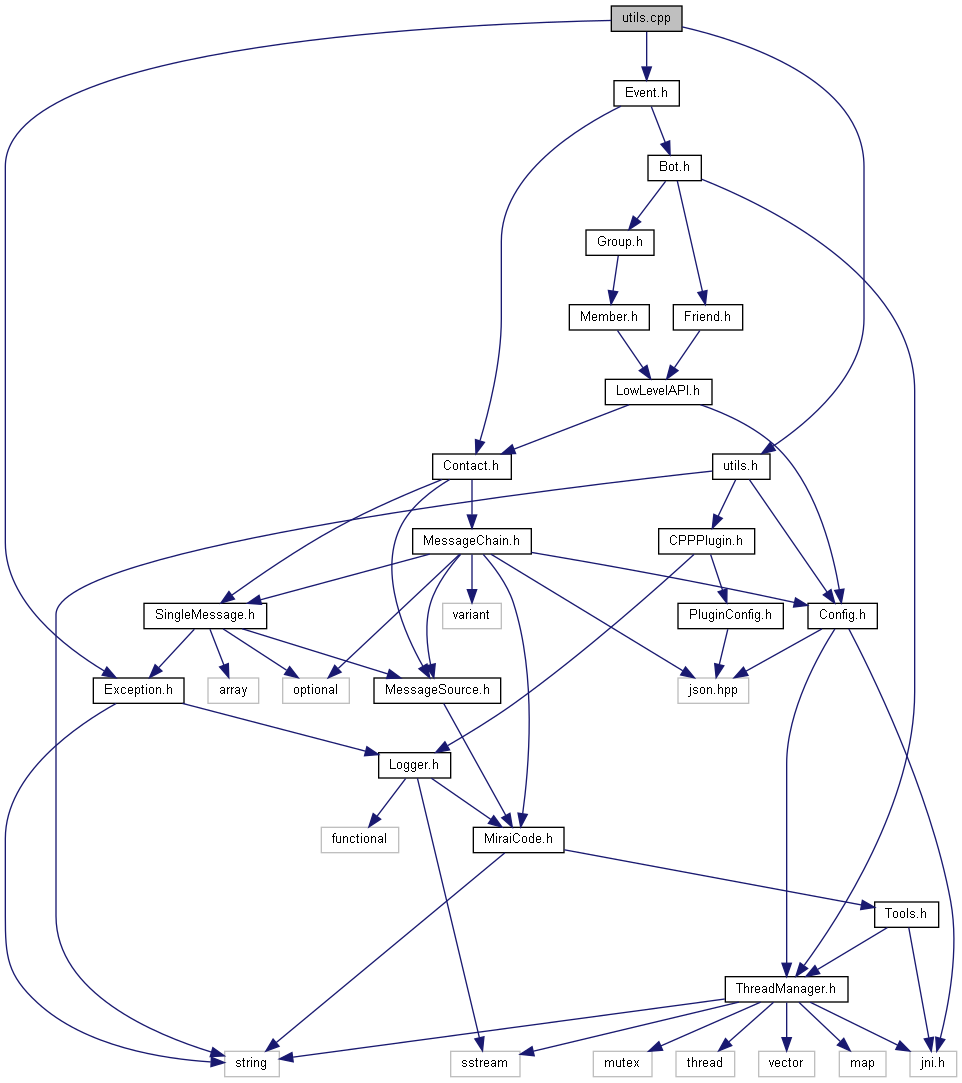 utils.cpp
Event.h
Bot.h
Group.h
Member.h
Friend.h
LowLevelAPI.h
Contact.h
utils.h
MessageChain.h
CPPPlugin.h
SingleMessage.h
variant
PluginConfig.h
Config.h
Exception.h
array
optional
MessageSource.h
json.hpp
Logger.h
functional
MiraiCode.h
Tools.h
ThreadManager.h
string
sstream
mutex
thread
vector
map
jni.h